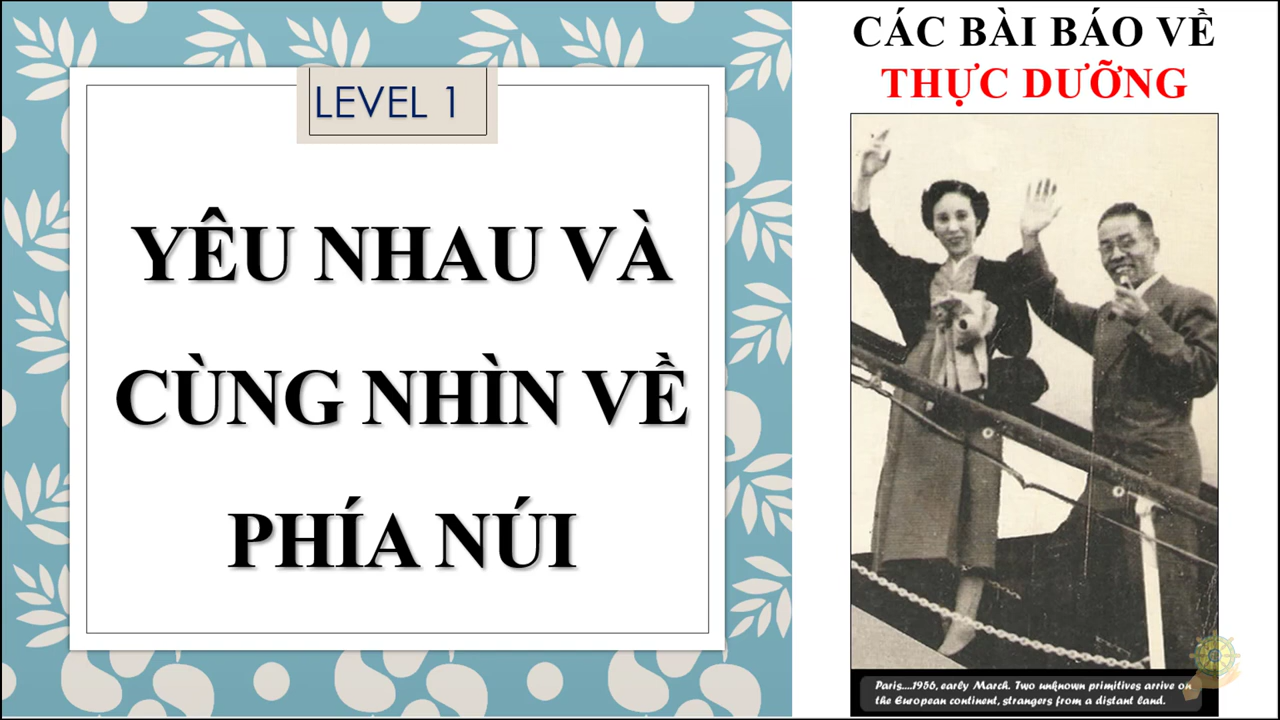 LEVEL 1
YÊU NHAU VÀ
CÙNG NHÌN VỀ
PHÍA NÚI
CÁC BÀI BÁO VỀ
THỰC DƯỠNG
Paris....1956, early March. Two unknown primitives arrive on
the European continent, strangers from a distant land.